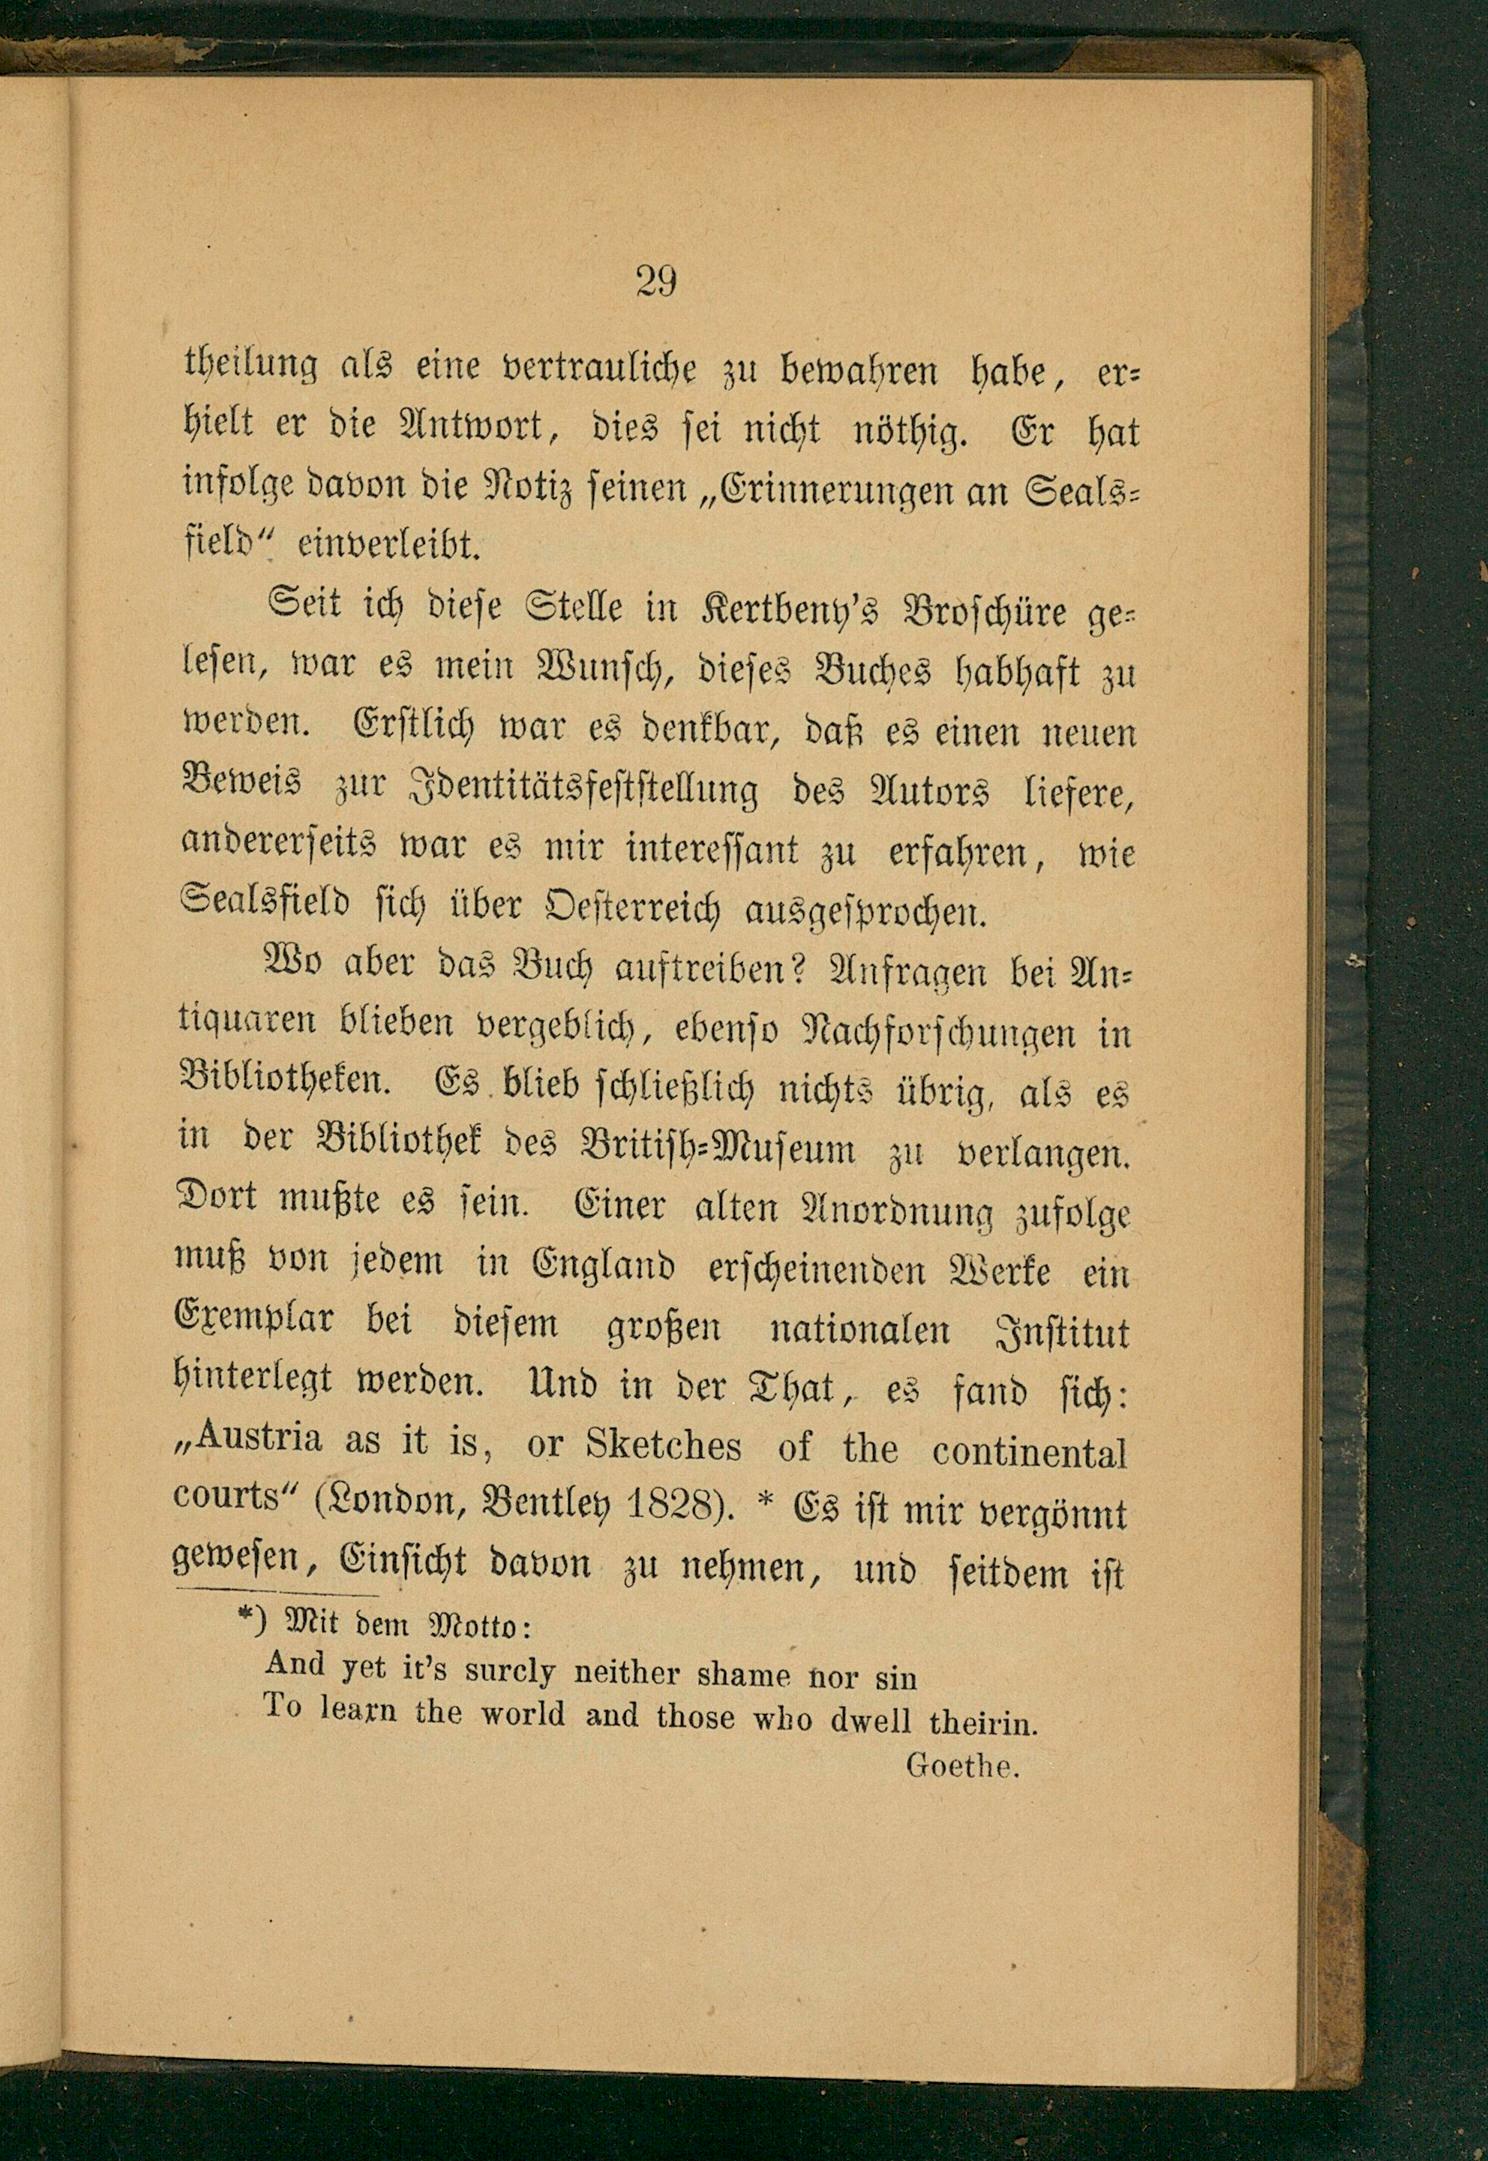 29
theilung als eine vertrauliche zu bewahren habe, er-
hielt er die Antwort, dies sei nicht nöthig. Er hat
infolge davon die Notiz seinen „Erinnerungen an Seals-
field“ einverleibt.
Seit ich diese Stelle in Kertbeny's Broschüre ge-
lesen, war es mein Wunsch, dieses Buches habhaft zu
werden. Erstlich war es denkbar, daß es einen neuen
Beweis zur Identitätsfeststellung des Autors liefere,
andererseits war es mir interessant zu erfahren, wie
Sealsfield sich über Oesterreich ausgesprochen.
Wo aber das Buch auftreiben? Anfragen bei An-
tiquaren blieben vergeblich, ebenso Nachforschungen in
Bibliotheken. Es blieb schließlich nichts übrig, als es
in der Bibliothek des British-Museum zu verlangen.
Dort mußte es sein. Einer alten Anordnung zufolge
muß von jedem in England erscheinenden Werke ein
Exemplar bei diesem großen nationalen Institut
hinterlegt werden. Und in der That, es fand sich:
„Austria as it is, or Sketches of the continental
courts“ (London, Bentley 1828). * Es ist mir vergönnt
gewesen, Einsicht davon zu nehmen, und seitdem ist
*) Mit dem Motto:
And yet it's surcly neither shame nor sin
To learn the world and those who dwell theirin.
Goethe.